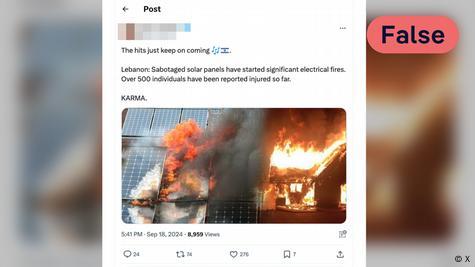 Post
False
The hits just keep on coming 🎶🇮🇱.
Lebanon: Sabotaged solar panels have started significant electrical fires.
Over 500 individuals have been reported injured so far.
KARMA.
5:41 PM · Sep 18, 2024 · 8,959 Views
24 74 276 7
© X